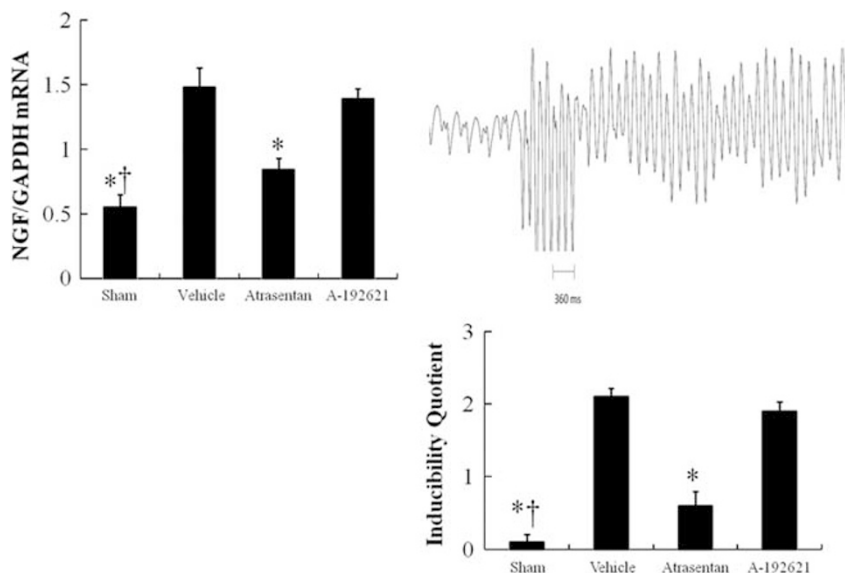 NGF/GAPDH mRNA
2
1.5
1
0.5
0
*†
*
Sham Vehicle Atrasentan A-192621
360 ms
Inducibility Quotient
3
2
1
0
*†
*
Sham Vehicle Atrasentan A-192621